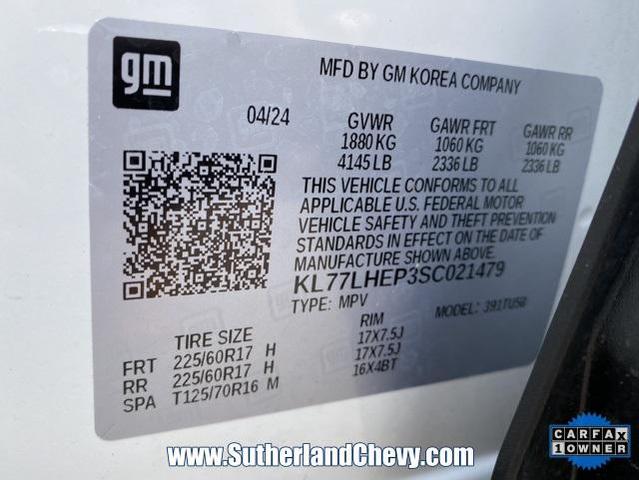 gm
MFD BY GM KOREA COMPANY
04/24 GVWR GAWR FRT GAWR RR
1880 KG 1060 KG 1060 KG
4145 LB 2336 LB 2336 LB
THIS VEHICLE CONFORMS TO ALL
APPLICABLE U.S. FEDERAL MOTOR
VEHICLE SAFETY AND THEFT PREVENTION
STANDARDS IN EFFECT ON THE DATE OF
MANUFACTURE SHOWN ABOVE.
KL77LHEP3SC021479
TYPE: MPV MODEL: 391TU58
TIRE SIZE RIM
FRT 225/60R17 H 17X7.5J
RR 225/60R17 H 17X7.5J
SPA T125/70R16 M 16X4BT
www.SutherlandChevy.com
CARFAX
1 OWNER